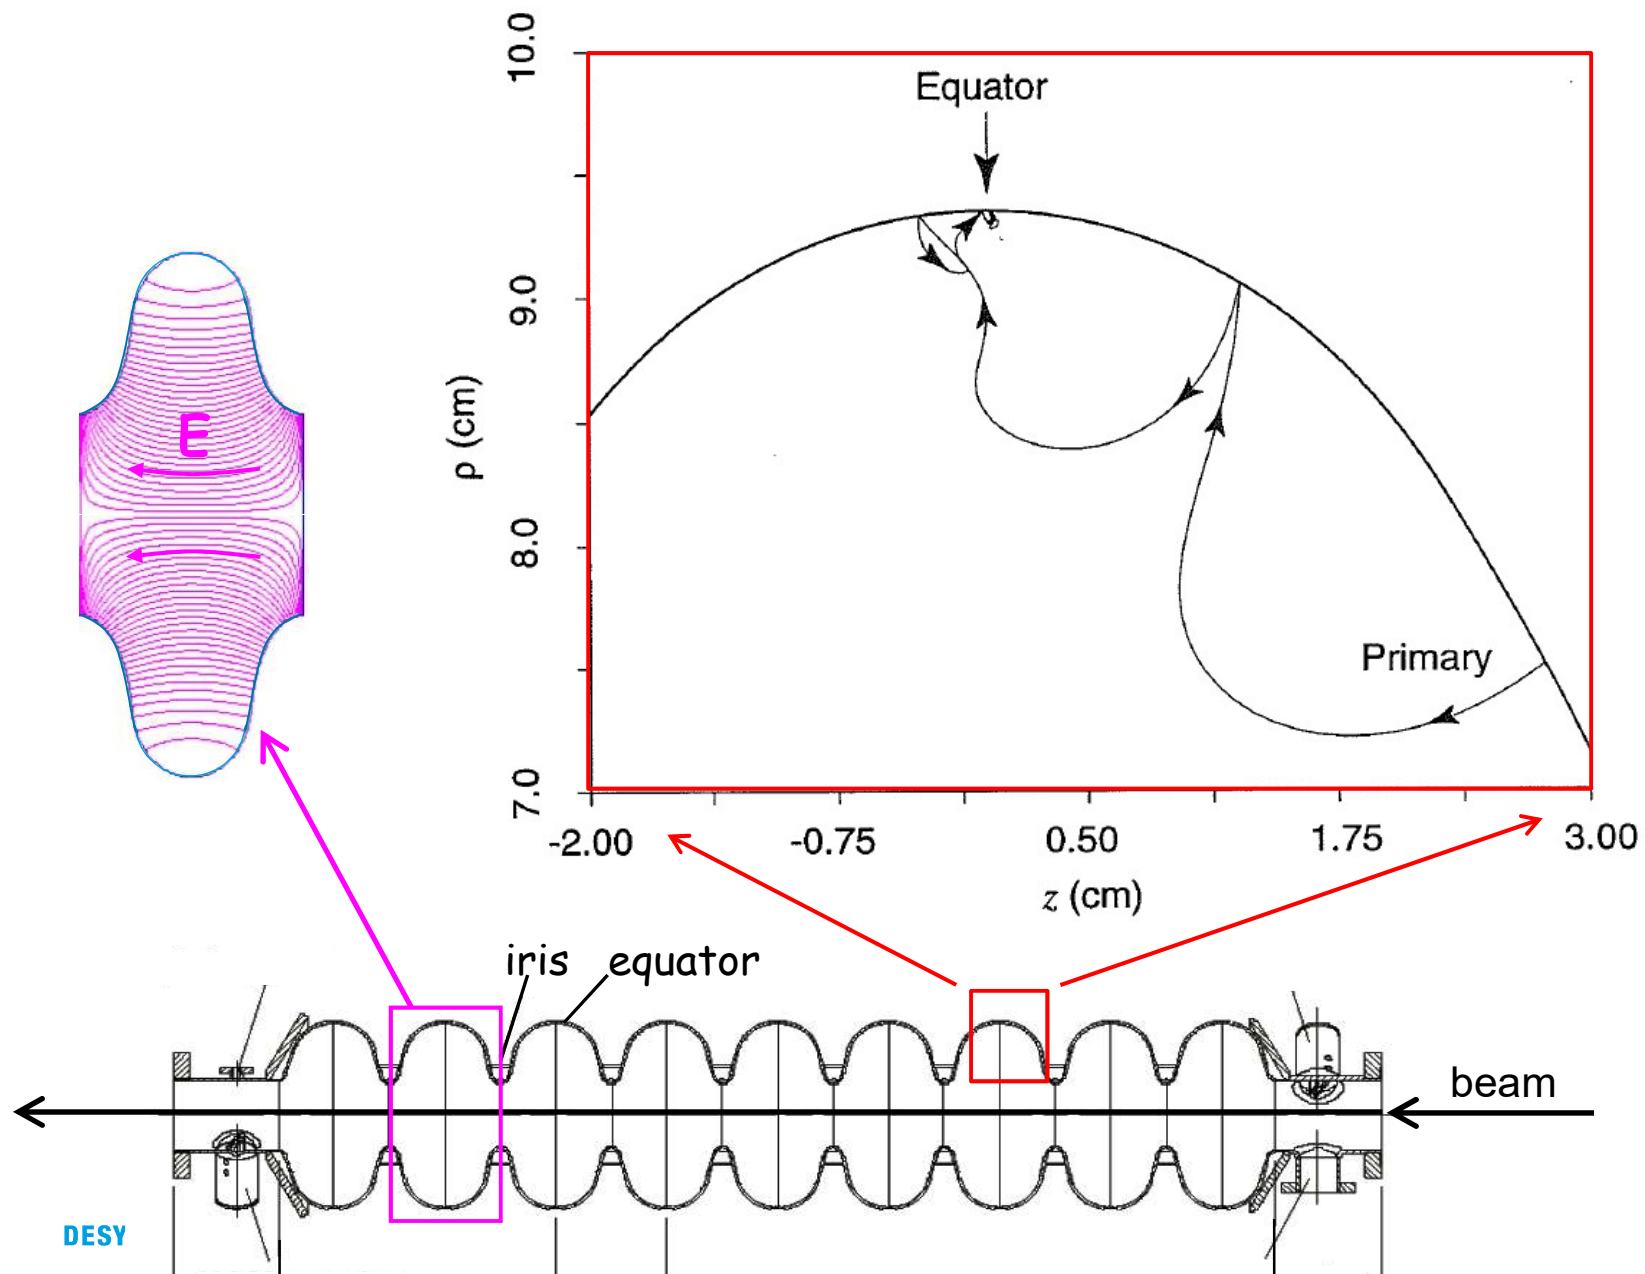 10.0
Equator
9.0
E
ρ (cm)
8.0
Primary
7.0
-2.00
-0.75
0.50
1.75
3.00
z (cm)
iris
equator
beam
DESY